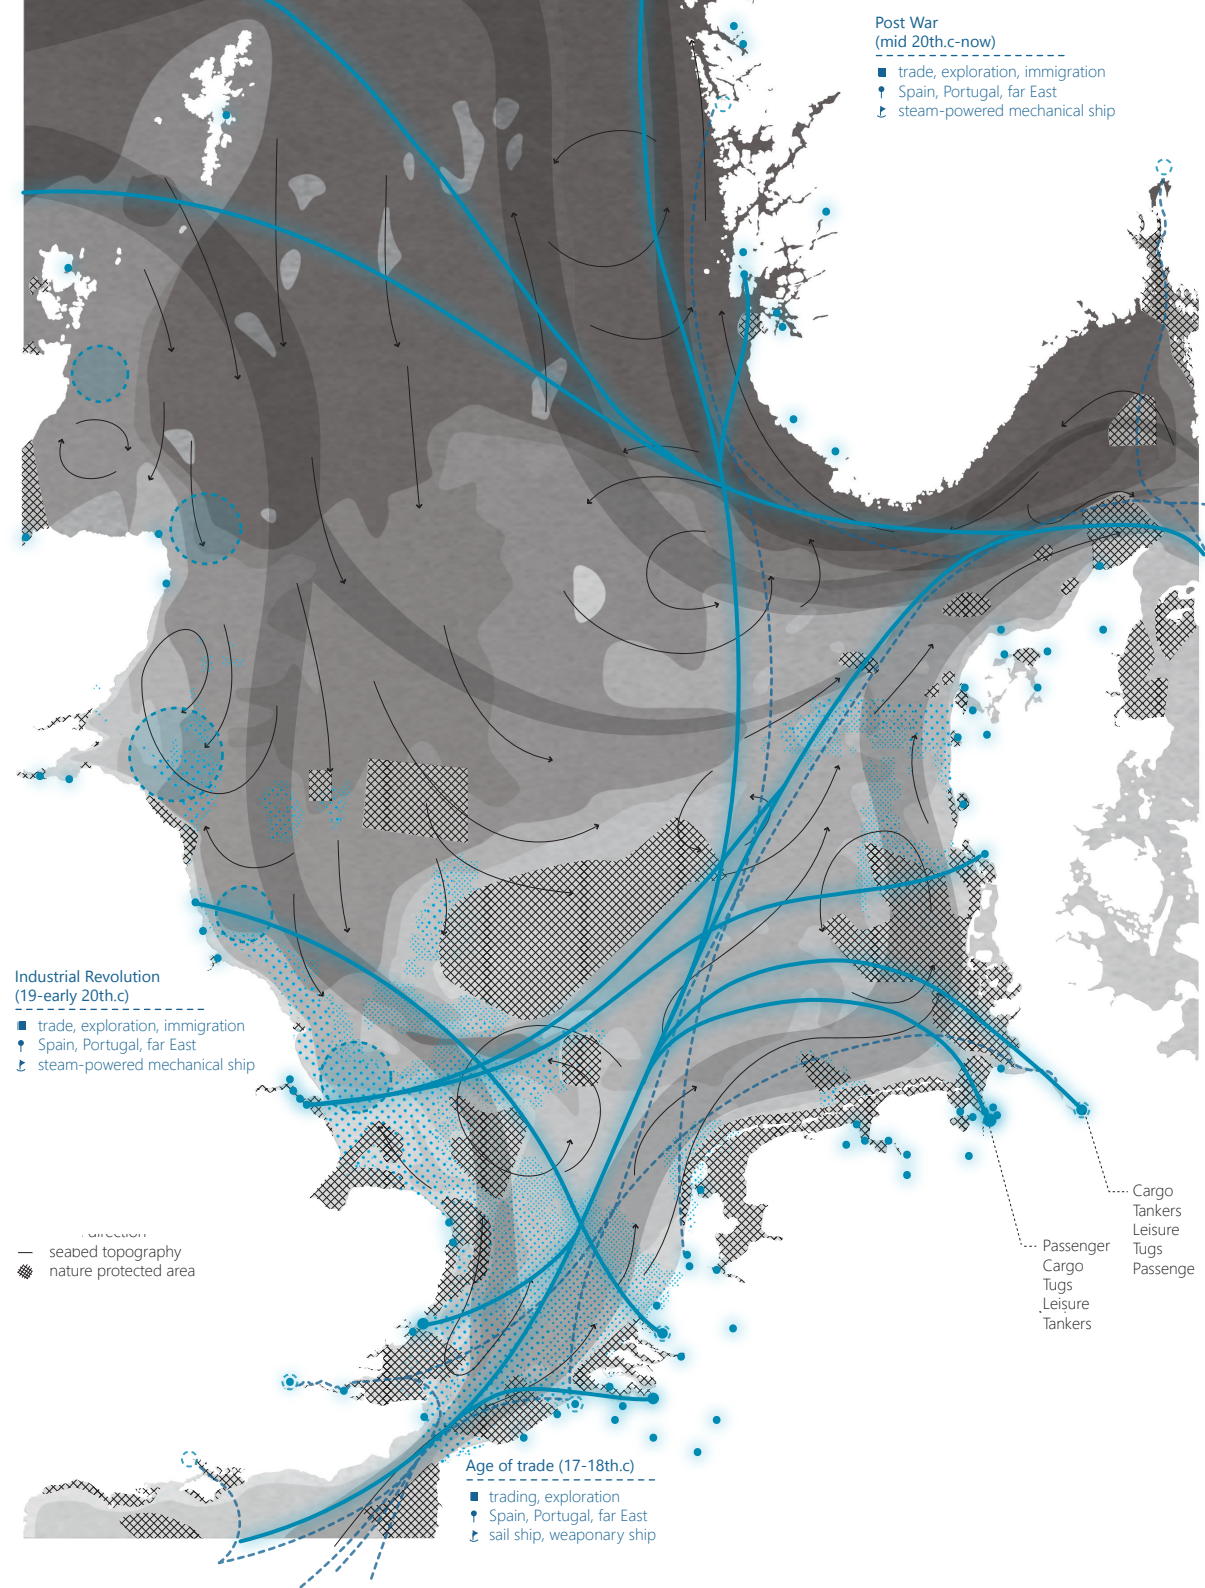 Post War
(mid 20th.c-now)
trade, exploration, immigration
Spain, Portugal, far East
steam-powered mechanical ship
Industrial Revolution
(19-early 20th.c)
trade, exploration, immigration
Spain, Portugal, far East
steam-powered mechanical ship
direction
seabed topography
nature protected area
Cargo
Tankers
Leisure
Tugs
Passenge
Passenger
Cargo
Tugs
Leisure
Tankers
Age of trade (17-18th.c)
trading, exploration
Spain, Portugal, far East
sail ship, weaponary ship